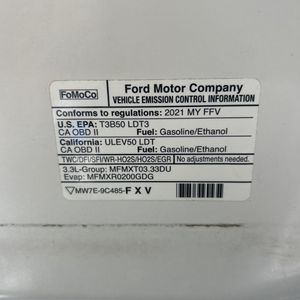 FoMoCo
Ford Motor Company
VEHICLE EMISSION CONTROL INFORMATION
Conforms to regulations: 2021 MY FFV
U.S. EPA: T3B50 LDT3
CA OBD II Fuel: Gasoline/Ethanol
California: ULEV50 LDT
CA OBD II Fuel: Gasoline/Ethanol
TWC/DFI/SFI/WR-HO2S/HO2S/EGR No adjustments needed.
3.3L-Group: MFMXT03.33DU
Evap: MFMXR0200GDG
MW7E-9C485-F X V